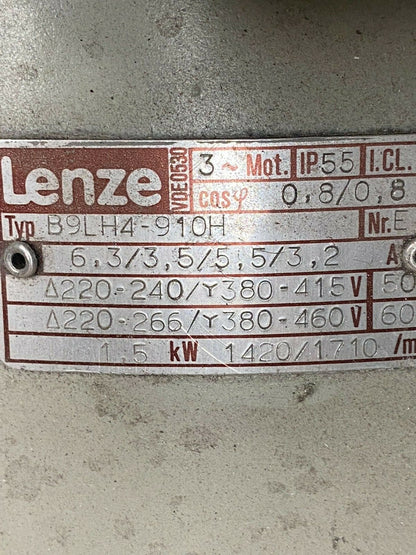 Lenze VDE0530 3~ Mot. IP55 I.CL.
cosφ 0,8/0,8
Typ B9LH4-910H Nr. E
6,3/3,5/5,5/3,2 A
Δ220-240/Y380-415 V 50
Δ220-266/Y380-460 V 60
1,5 kW 1420/1710 /m